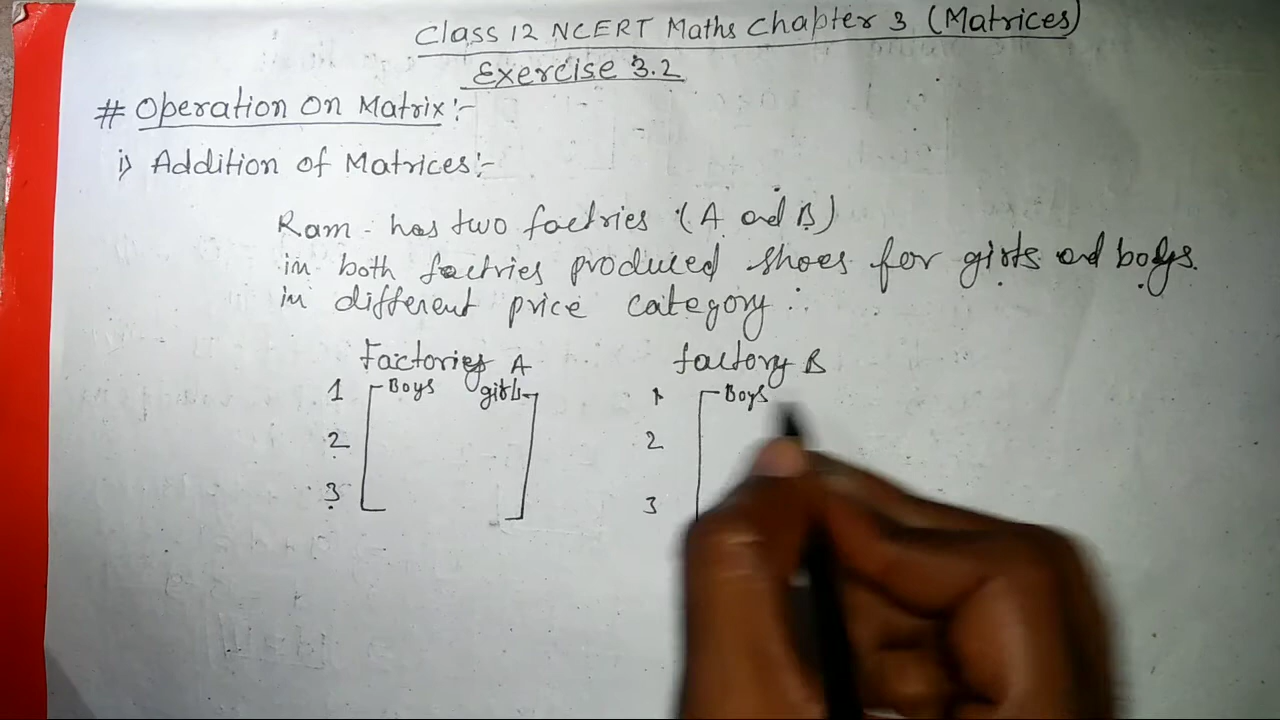 Class 12 NCERT Maths Chapter 3 (Matrices)
Exercise 3.2
# Operation On Matrix:-
i) Addition of Matrices:-
Ram - has two factries (A and B)
in both factries produced shoes for girls and boys.
in different price category :
Factories A factory B
1 Boys girls 1 Boys
2 2
3 3